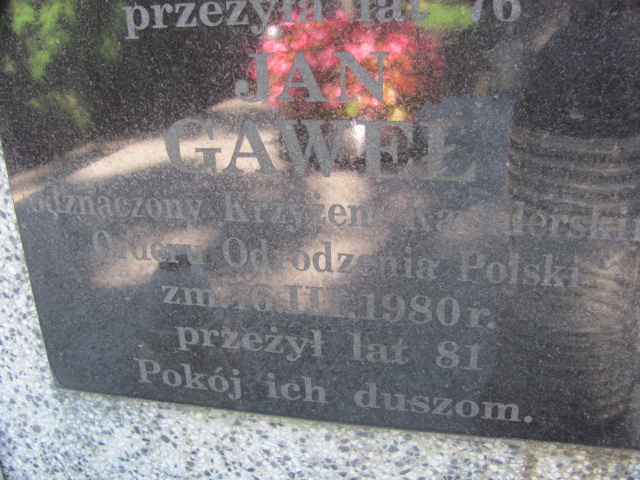 przeżyła lat 76
JAN
GAWEŁ
odznaczony Krzyżem Kawalerskim
Orderu Odrodzenia Polski
zm. 16.III.1980 r.
przeżył lat 81
Pokój ich duszom.